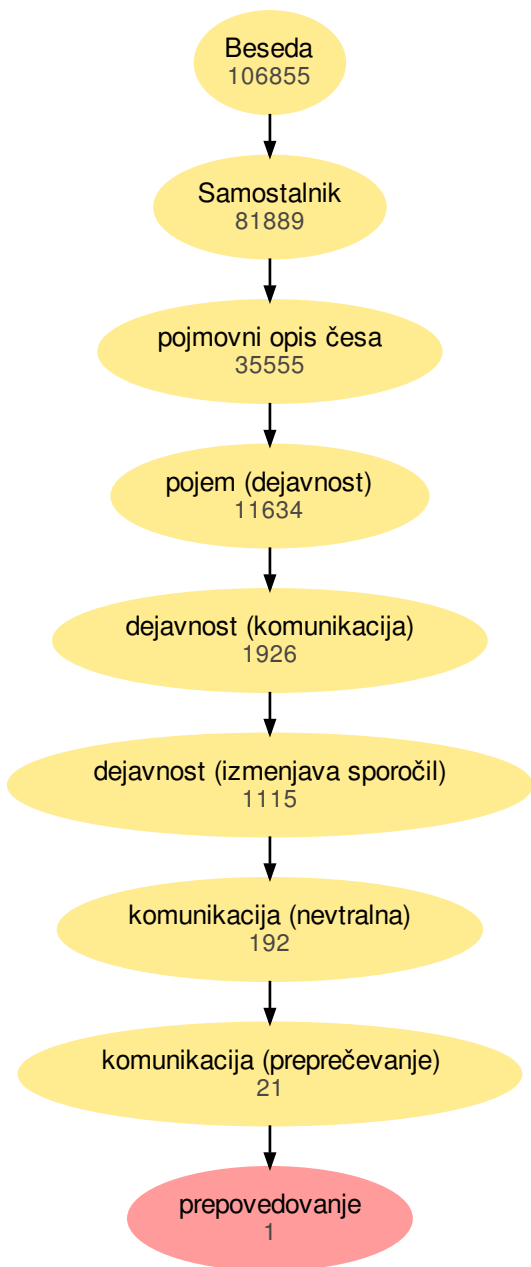 Beseda
106855
Samostalnik
81889
pojmovni opis česa
35555
pojem (dejavnost)
11634
dejavnost (komunikacija)
1926
dejavnost (izmenjava sporočil)
1115
komunikacija (nevtralna)
192
komunikacija (preprečevanje)
21
prepovedovanje
1